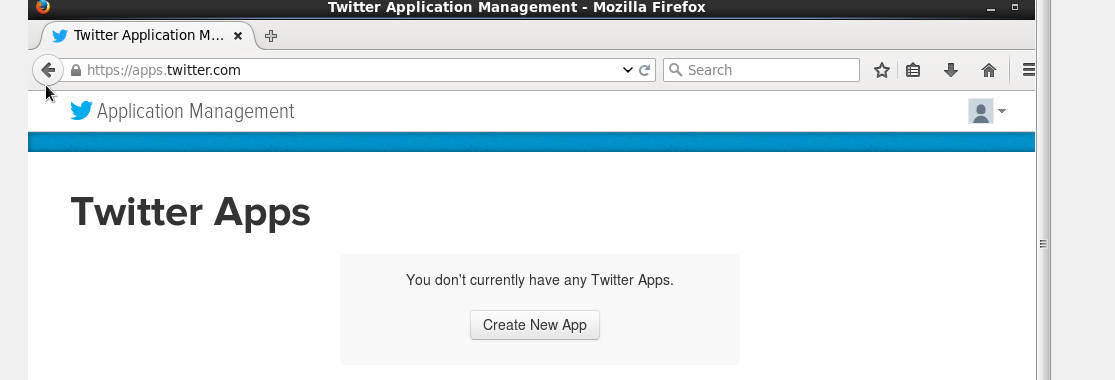 Twitter Application Management - Mozilla Firefox
Twitter Application M...
https://apps.twitter.com
Search
Application Management
Twitter Apps
You don't currently have any Twitter Apps.
Create New App